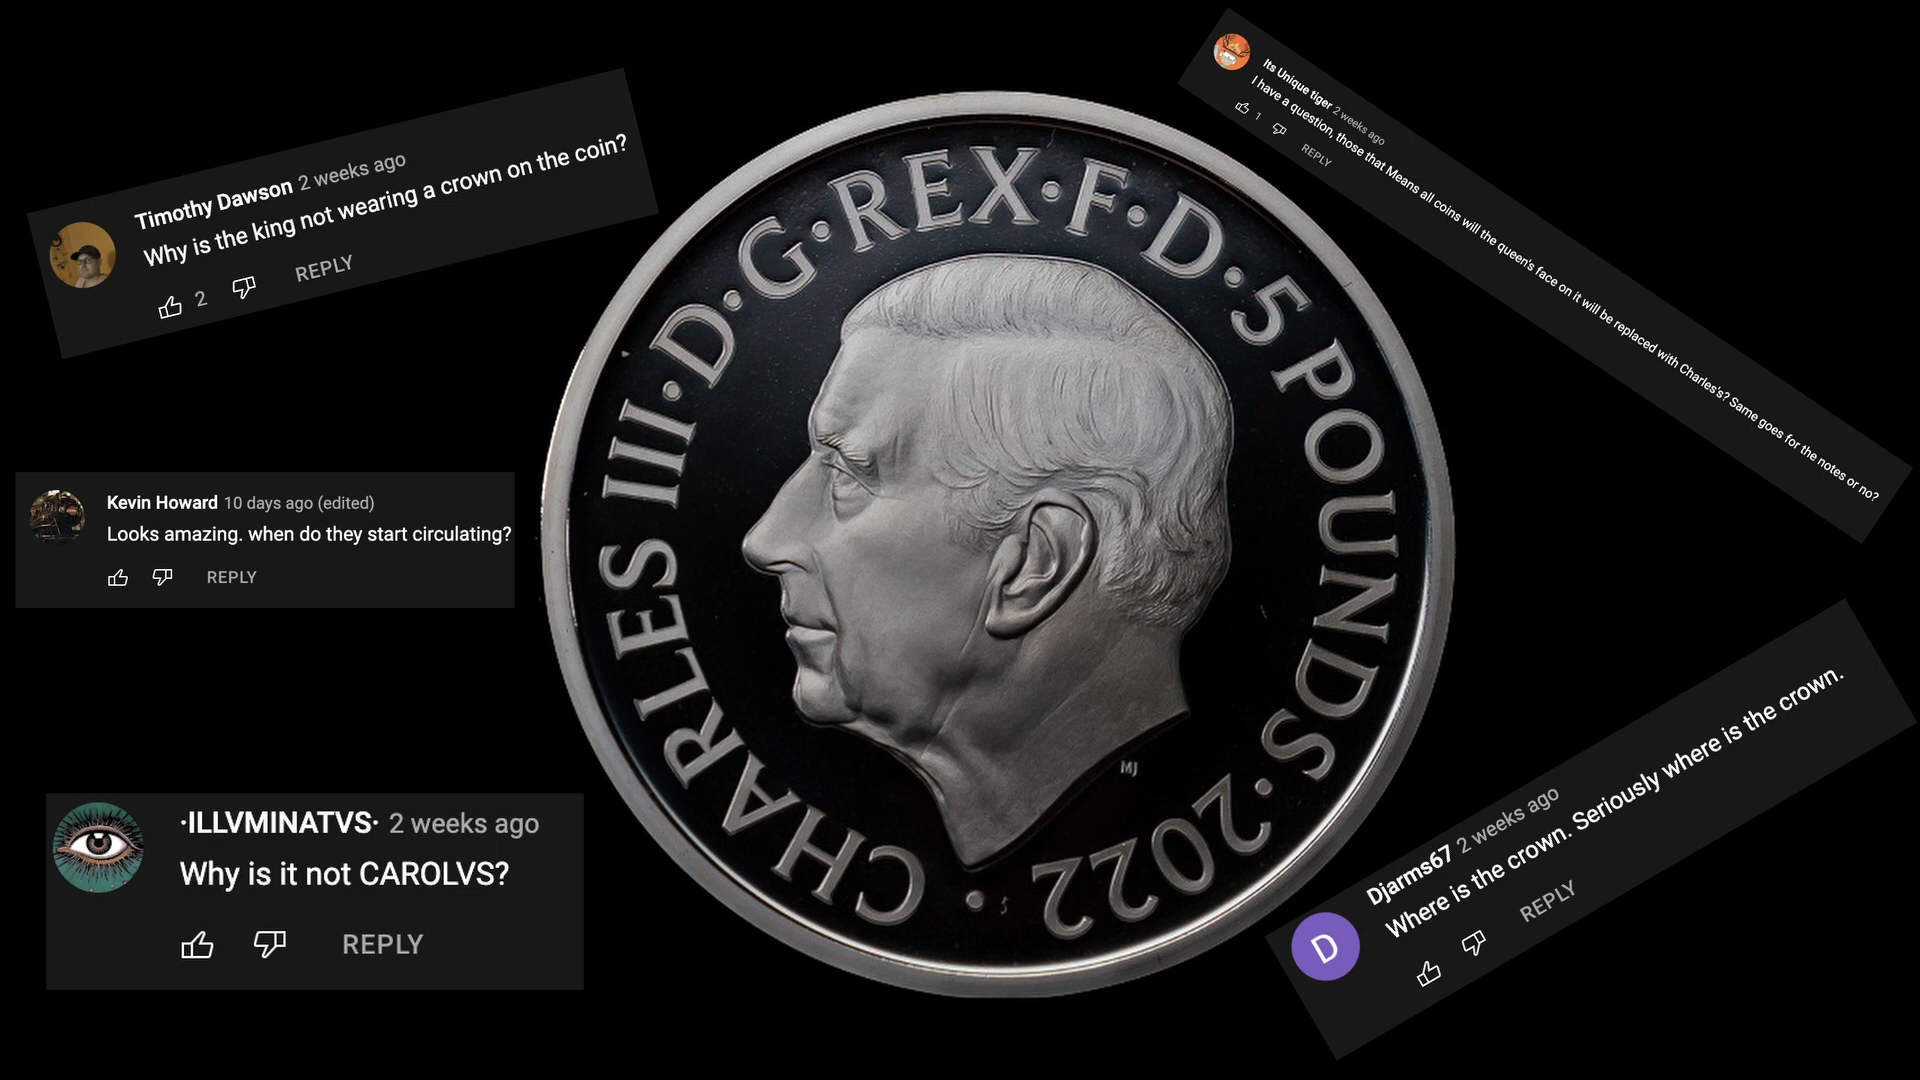 Timothy Dawson 2 weeks ago
Why is the king not wearing a crown on the coin?
2 REPLY
Its Unique tiger 2 weeks ago
I have a question, those that Means all coins will the queen's face on it will be replaced with Charles's? Same goes for the notes or no?
1 REPLY
CHARLES III·D·G·REX·F·D·5 POUNDS·2022·
MJ
Kevin Howard 10 days ago (edited)
Looks amazing. when do they start circulating?
REPLY
·ILLVMINATVS· 2 weeks ago
Why is it not CAROLVS?
REPLY
D
Djarms67 2 weeks ago
Where is the crown. Seriously where is the crown.
REPLY